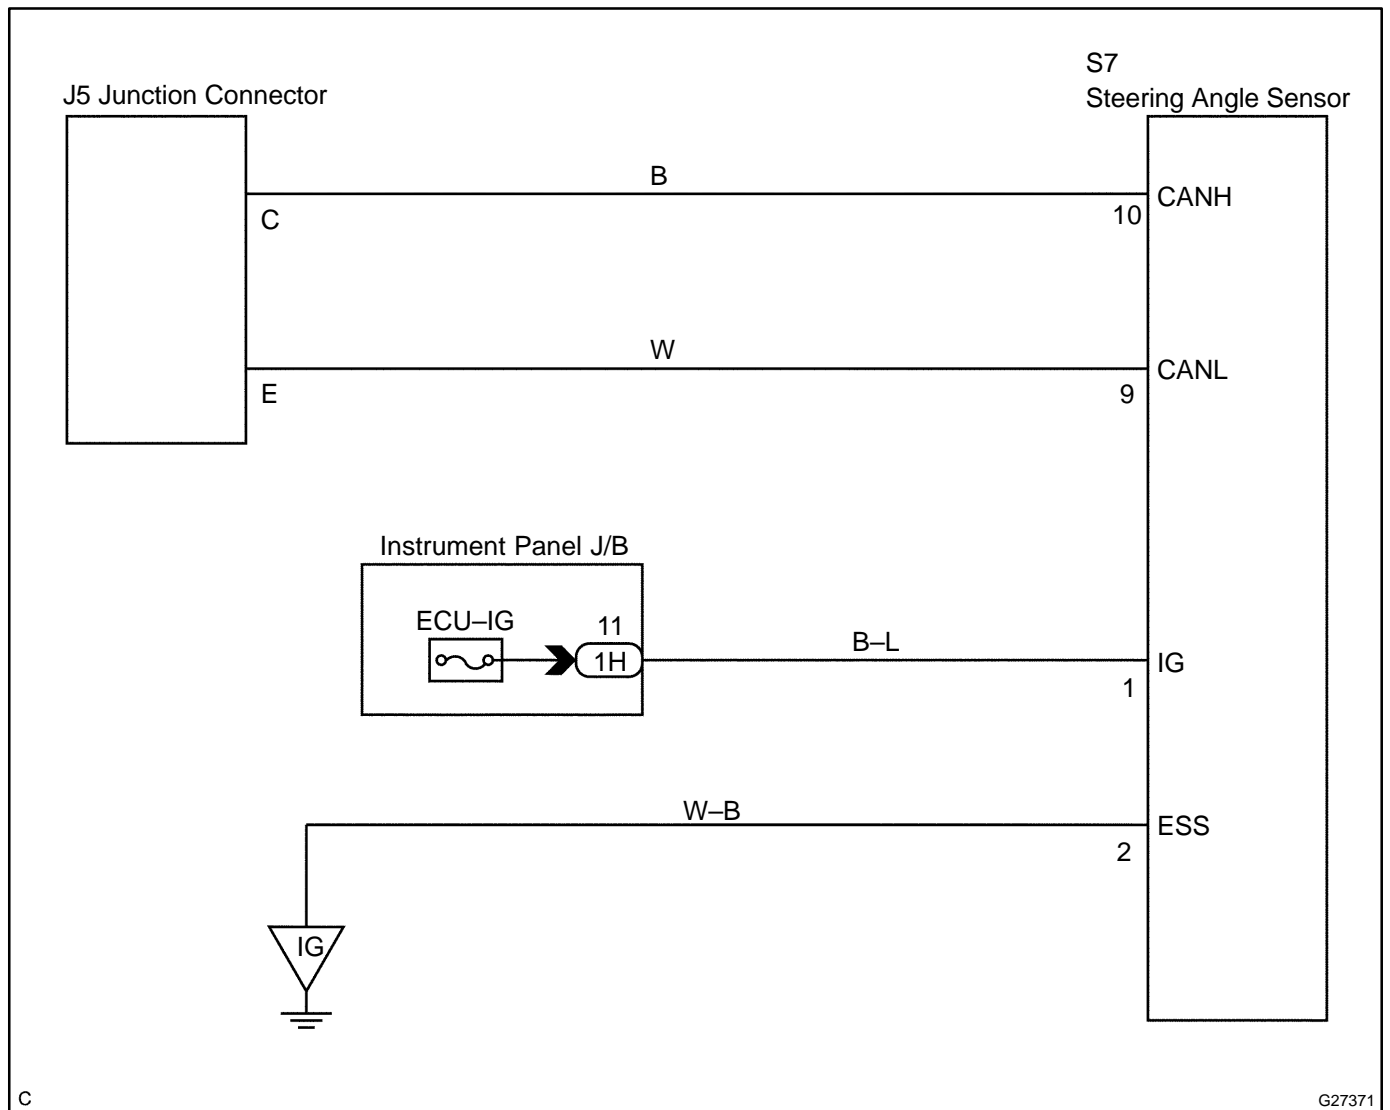 S7
J5 Junction Connector
Steering Angle Sensor
B
C
10
CANH
W
E
9
CANL
Instrument Panel J/B
ECU–IG
11
1H
B–L
1
IG
W–B
2
ESS
IG
C
G27371